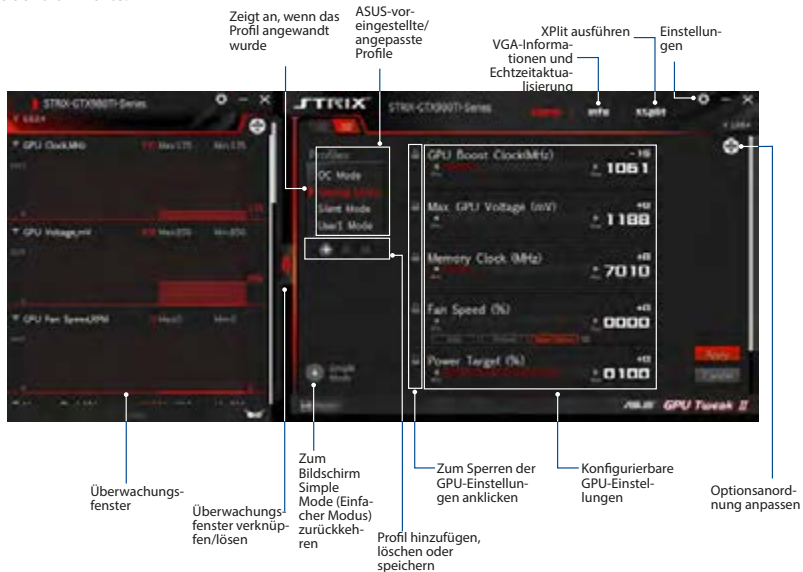 Zeigt an, wenn das
Profil angewandt
wurde
ASUS-vor-
eingestellte/
angepasste
Profile
XPlit ausführen
VGA-Informa-
tionen und
Echtzeitaktua-
lisierung
Einstellun-
gen
STRIX-GTX980TI-Series
GPU Clock,MHz
GPU Voltage,mV
GPU Fan Speed,RPM
STRIX
STRIX-GTX980TI-Series
Info
Profiles
OC Mode
Silent Mode
User1 Mode
Simple
Mode
GPU Boost Clock(MHz)
1061
Max. GPU Voltage (mV)
1188
Memory Clock (MHz)
7010
Fan Speed (%)
0000
Power Target (%)
0100
Apply
ASUS GPU Tweak II
Überwachungs-
fenster
Überwachungs-
fenster verknüp-
fen/lösen
Zum
Bildschirm
Simple
Mode (Einfa-
cher Modus)
zurückkeh-
ren
Profil hinzufügen,
löschen oder
speichern
Zum Sperren der
GPU-Einstellun-
gen anklicken
Konfigurierbare
GPU-Einstel-
lungen
Optionsanord-
nung anpassen